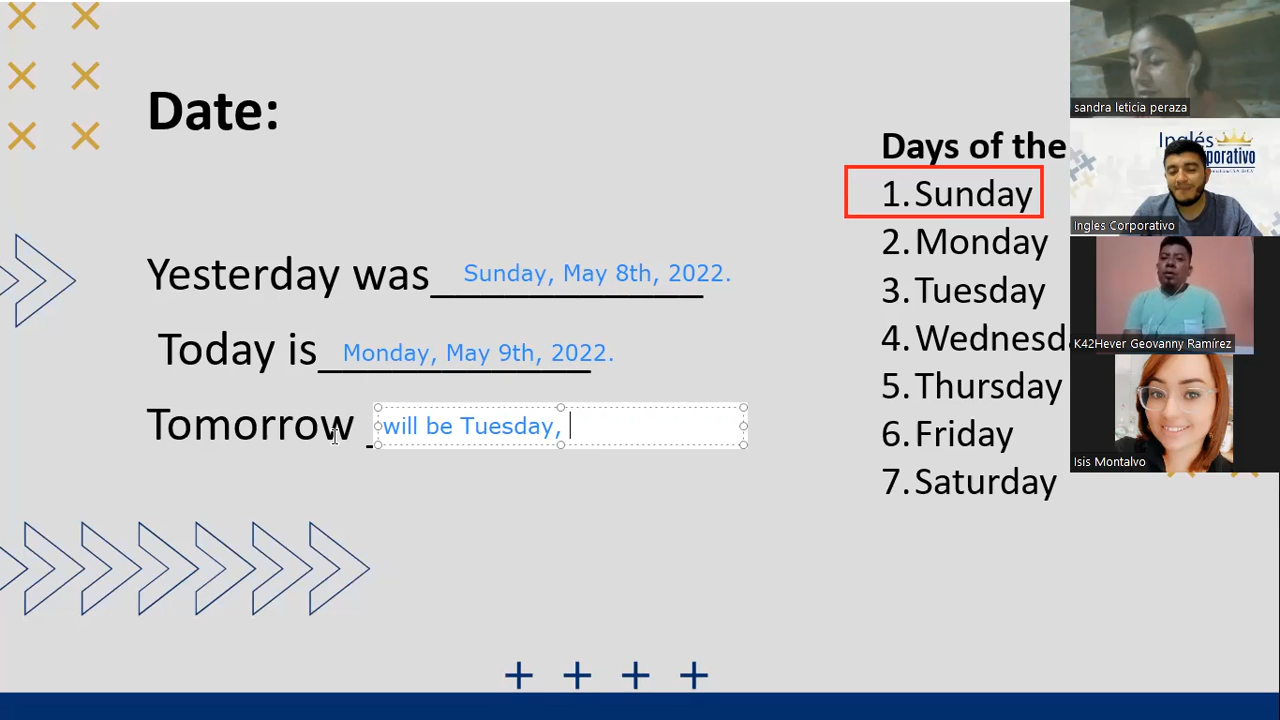 Date:
Yesterday was Sunday, May 8th, 2022.
Today is Monday, May 9th, 2022.
Tomorrow will be Tuesday,
Days of the
1. Sunday
2. Monday
3. Tuesday
4. Wednesd
5. Thursday
6. Friday
7. Saturday
sandra leticia peraza
Inglés
porativo
Ingles Corporativo
K42Hever Geovanny Ramírez
Isis Montalvo